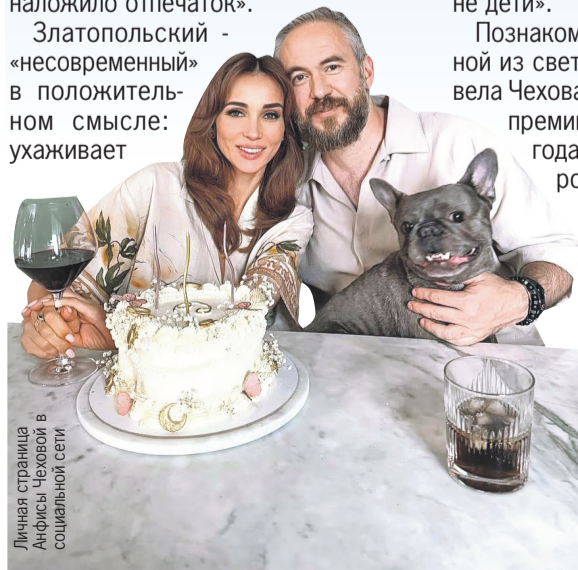 наложило отпечаток».
Златопольский -
«несовременный»
в положитель-
ном смысле:
ухаживает
не дети».
Познаком
ной из свет
вела Чехова
преми
года
ро
Личная страница
Анфисы Чеховой в
социальной сети